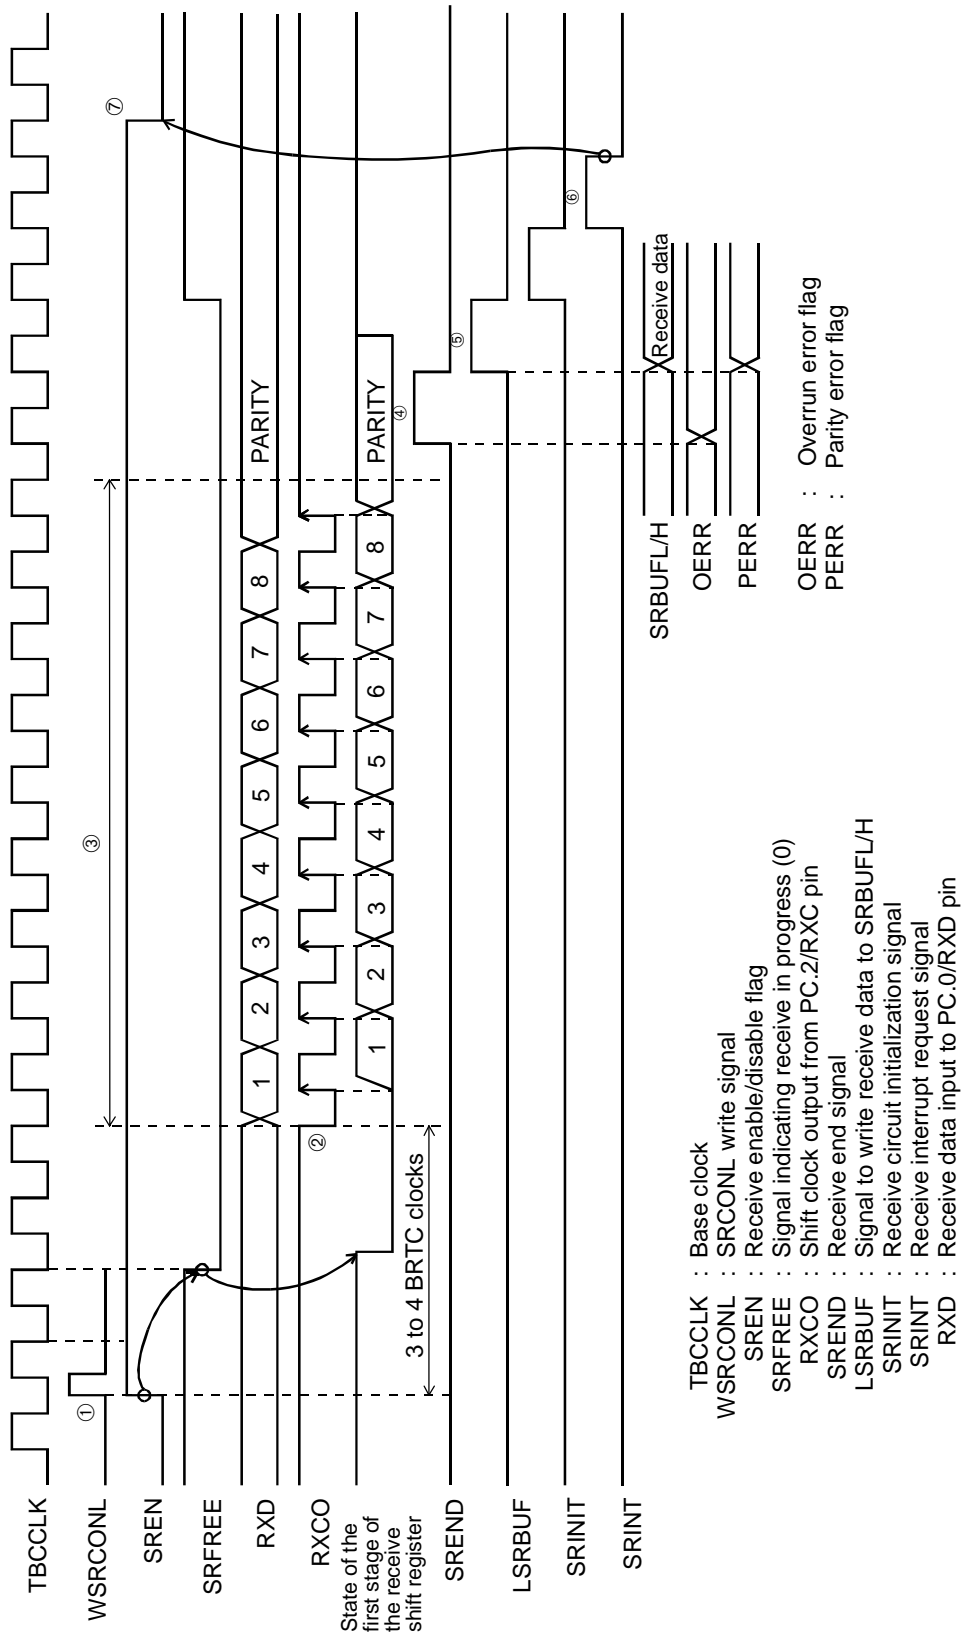 TBCCLK
WSRCONL
①
SREN
⑦
SRFREE
RXD
1 2 3 4 5 6 7 8 PARITY
RXCO
②
③
State of the
first stage of
the receive
shift register
1 2 3 4 5 6 7 8 PARITY
3 to 4 BRTC clocks
SREND
④
LSRBUF
⑤
SRINIT
⑥
SRINT
SRBUFL/H
Receive data
OERR
PERR
TBCCLK : Base clock
WSRCONL : SRCONL write signal
SREN : Receive enable/disable flag
SRFREE : Signal indicating receive in progress (0)
RXCO : Shift clock output from PC.2/RXC pin
SREND : Receive end signal
LSRBUF : Signal to write receive data to SRBUFL/H
SRINIT : Receive circuit initialization signal
SRINT : Receive interrupt request signal
RXD : Receive data input to PC.0/RXD pin
OERR : Overrun error flag
PERR : Parity error flag